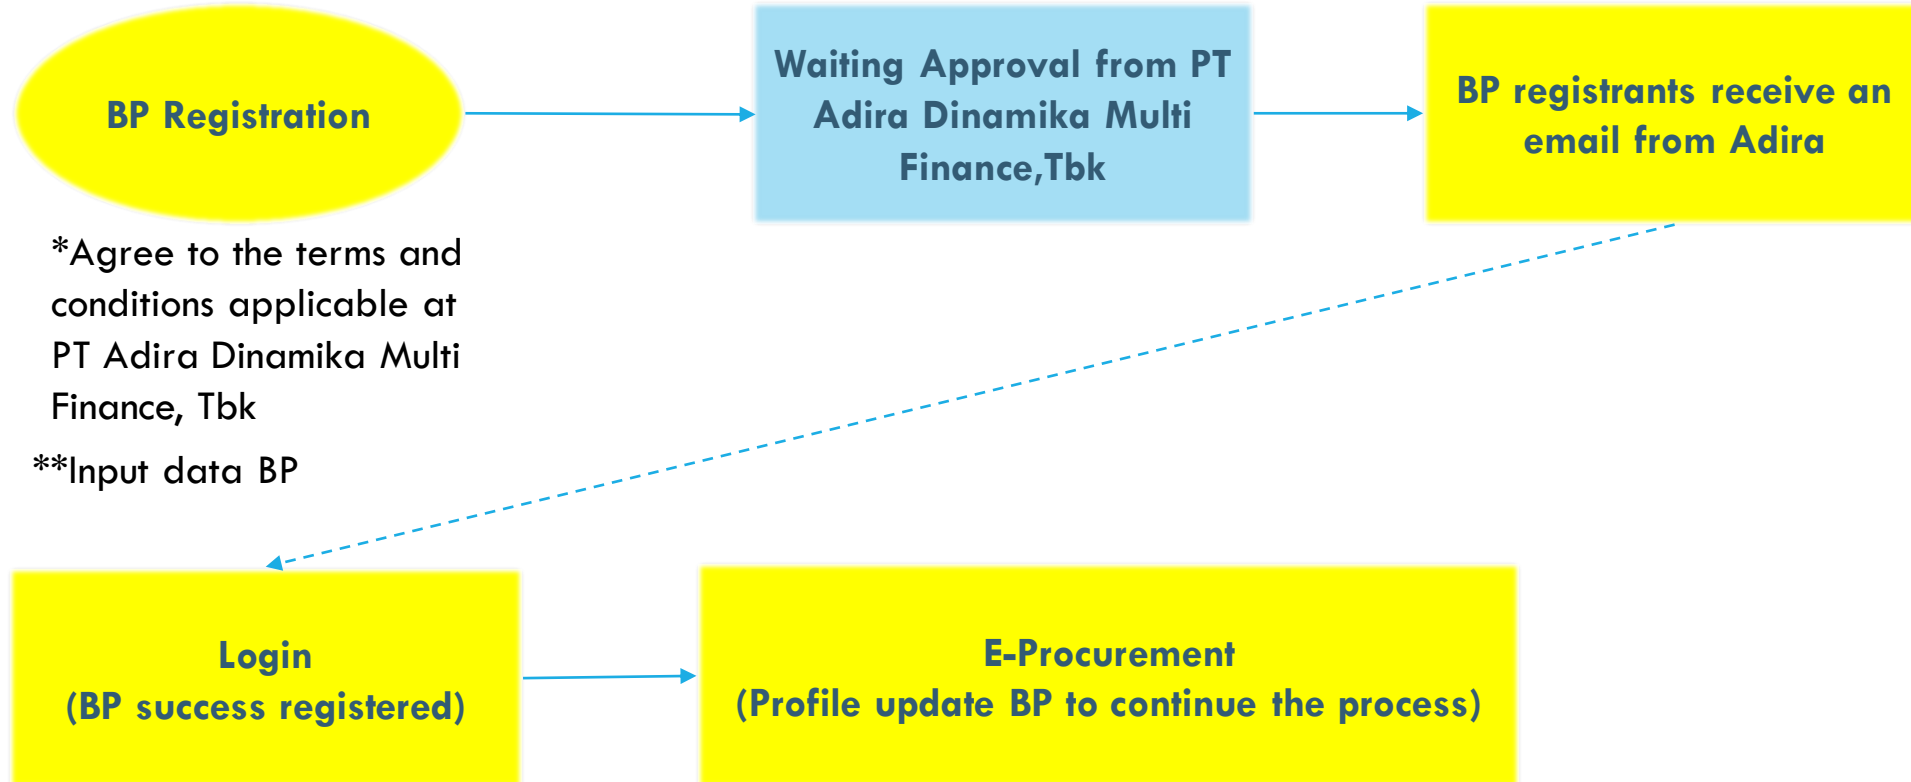 BP Registration
Waiting Approval from PT
Adira Dinamika Multi
Finance,Tbk
BP registrants receive an
email from Adira
*Agree to the terms and
conditions applicable at
PT Adira Dinamika Multi
Finance, Tbk
**Input data BP
Login
(BP success registered)
E-Procurement
(Profile update BP to continue the process)